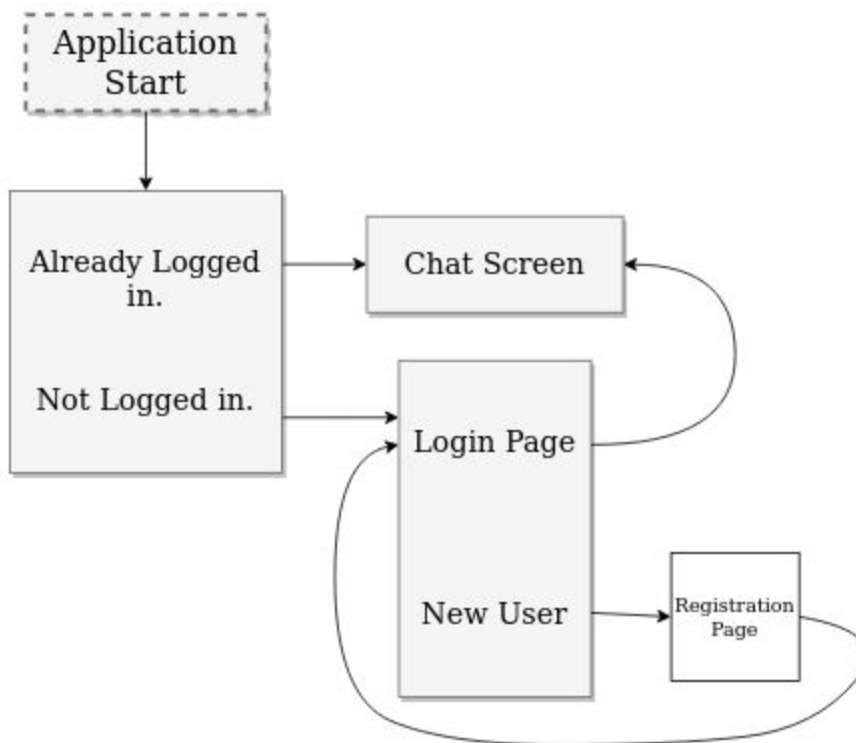 Application
Start
Already Logged
in.
Chat Screen
Not Logged in.
Login Page
New User
Registration
Page